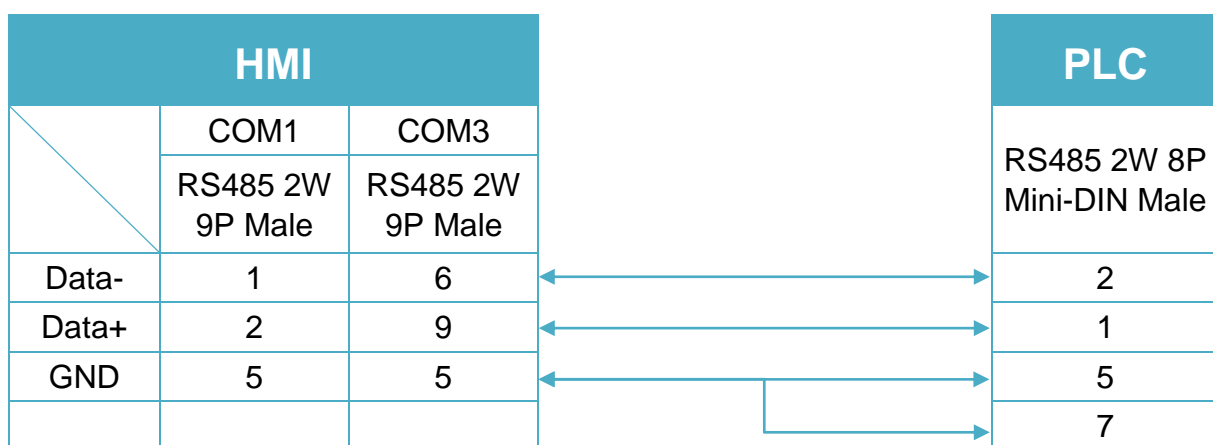 HMI
PLC
COM1
COM3
RS485 2W
9P Male
RS485 2W
9P Male
RS485 2W 8P
Mini-DIN Male
Data-
1
6
2
Data+
2
9
1
GND
5
5
5
7